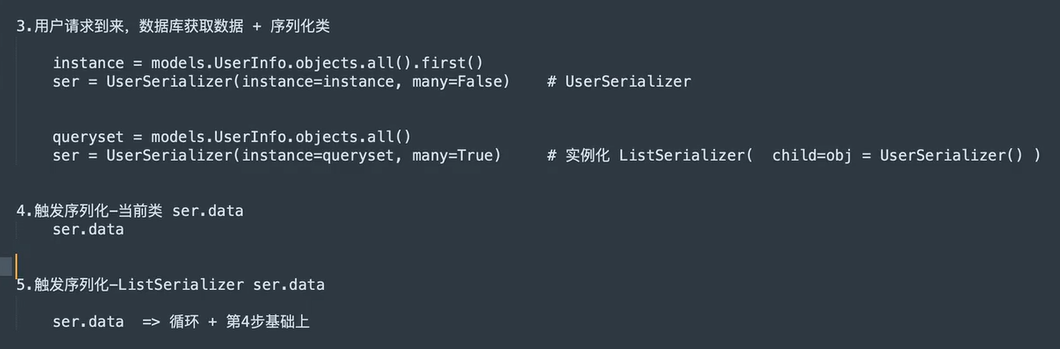 3.用户请求到来，数据库获取数据 + 序列化类
instance = models.UserInfo.objects.all().first()
ser = UserSerializer(instance=instance, many=False)    # UserSerializer
queryset = models.UserInfo.objects.all()
ser = UserSerializer(instance=queryset, many=True)     # 实例化 ListSerializer(  child=obj = UserSerializer() )
4.触发序列化-当前类 ser.data
ser.data
5.触发序列化-ListSerializer ser.data
ser.data  => 循环 + 第4步基础上